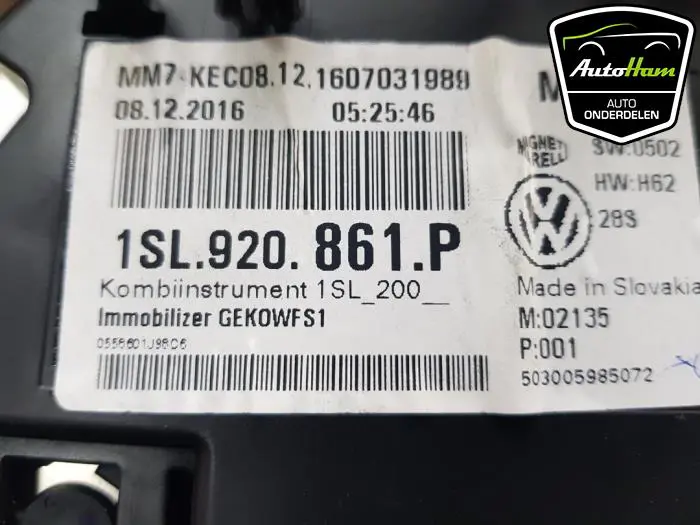 MM7-KEC08.12.1607031989
08.12.2016 05:25:46
1SL.920.861.P
Kombiinstrument 1SL_200__
Immobilizer GEKOWFS1
MAGNETI
MARELLI
SW:0502
HW:H62
28S
Made in Slovakia
M:02135
P:001
503005985072
AutoHam
AUTO
ONDERDELEN